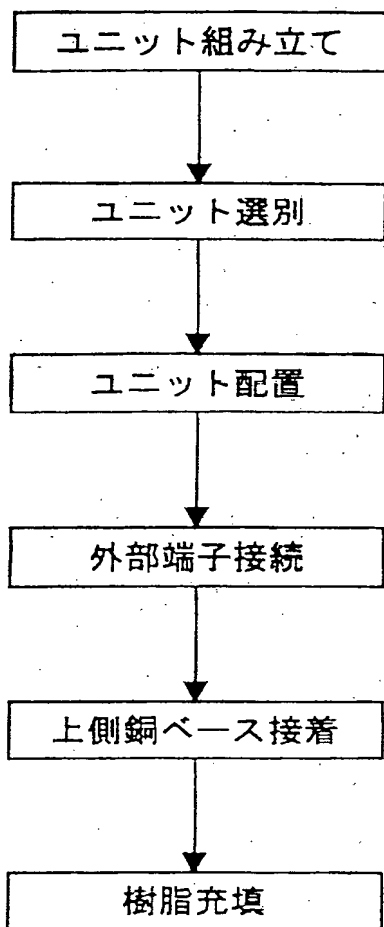 ユニット組み立て
ユニット選別
ユニット配置
外部端子接続
上側銅ベース接着
樹脂充填